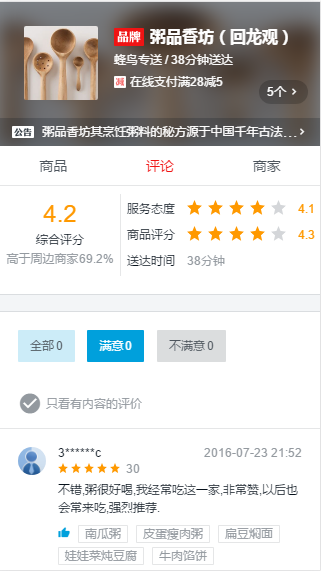 品牌 粥品香坊（回龙观）
蜂鸟专送 / 38分钟送达
减 在线支付满28减5
5个 >
公告 粥品香坊其烹饪粥料的秘方源于中国千年古法... >
商品 评论 商家
4.2
综合评分
高于周边商家69.2%
服务态度 4.1
商品评分 4.3
送达时间 38分钟
全部 0 满意 0 不满意 0
只看有内容的评价
3******c 2016-07-23 21:52
30
不错,粥很好喝,我经常吃这一家,非常赞,以后也
会常来吃,强烈推荐.
南瓜粥 皮蛋瘦肉粥 扁豆焖面
娃娃菜炖豆腐 牛肉馅饼